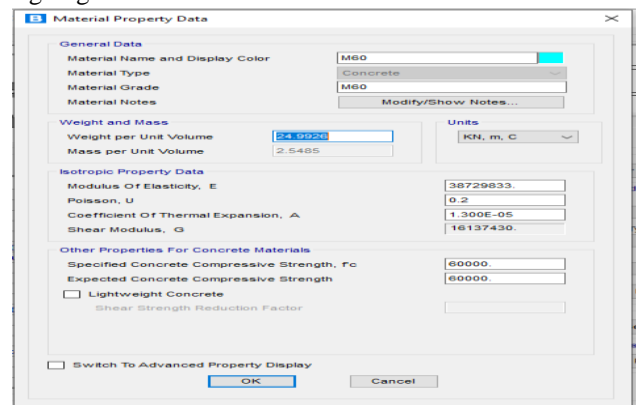 B Material Property Data
General Data
Material Name and Display Color M60
Material Type Concrete
Material Grade M60
Material Notes Modify/Show Notes...
Weight and Mass
Weight per Unit Volume 24.9926
Mass per Unit Volume 2.5485
Units
KN, m, C
Isotropic Property Data
Modulus Of Elasticity, E 38729833.
Poisson, U 0.2
Coefficient Of Thermal Expansion, A 1.300E-05
Shear Modulus, G 16137430.
Other Properties For Concrete Materials
Specified Concrete Compressive Strength, f'c 60000.
Expected Concrete Compressive Strength 60000.
Lightweight Concrete
Shear Strength Reduction Factor
Switch To Advanced Property Display
OK Cancel